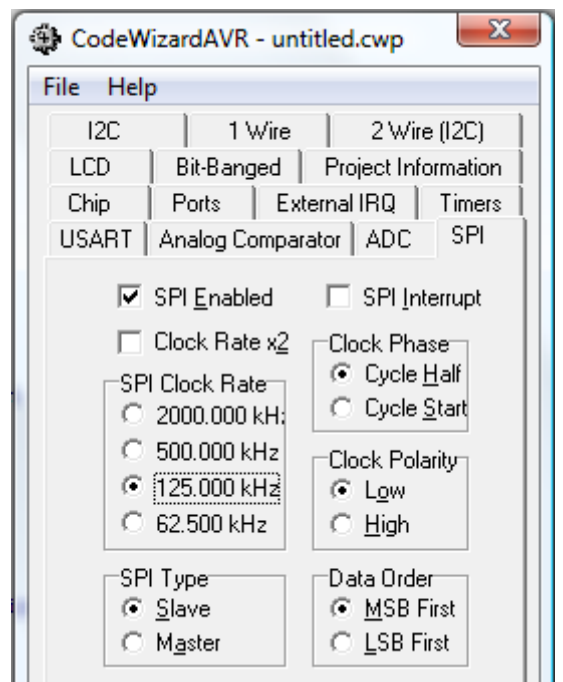 CodeWizardAVR - untitled.cwp
File Help
I2C 1 Wire 2 Wire (I2C)
LCD Bit-Banged Project Information
Chip Ports External IRQ Timers
USART Analog Comparator ADC SPI
SPI Enabled SPI Interrupt
Clock Rate x2
Clock Phase
Cycle Half
Cycle Start
SPI Clock Rate
2000.000 kHz
500.000 kHz
125.000 kHz
62.500 kHz
Clock Polarity
Low
High
SPI Type
Slave
Master
Data Order
MSB First
LSB First